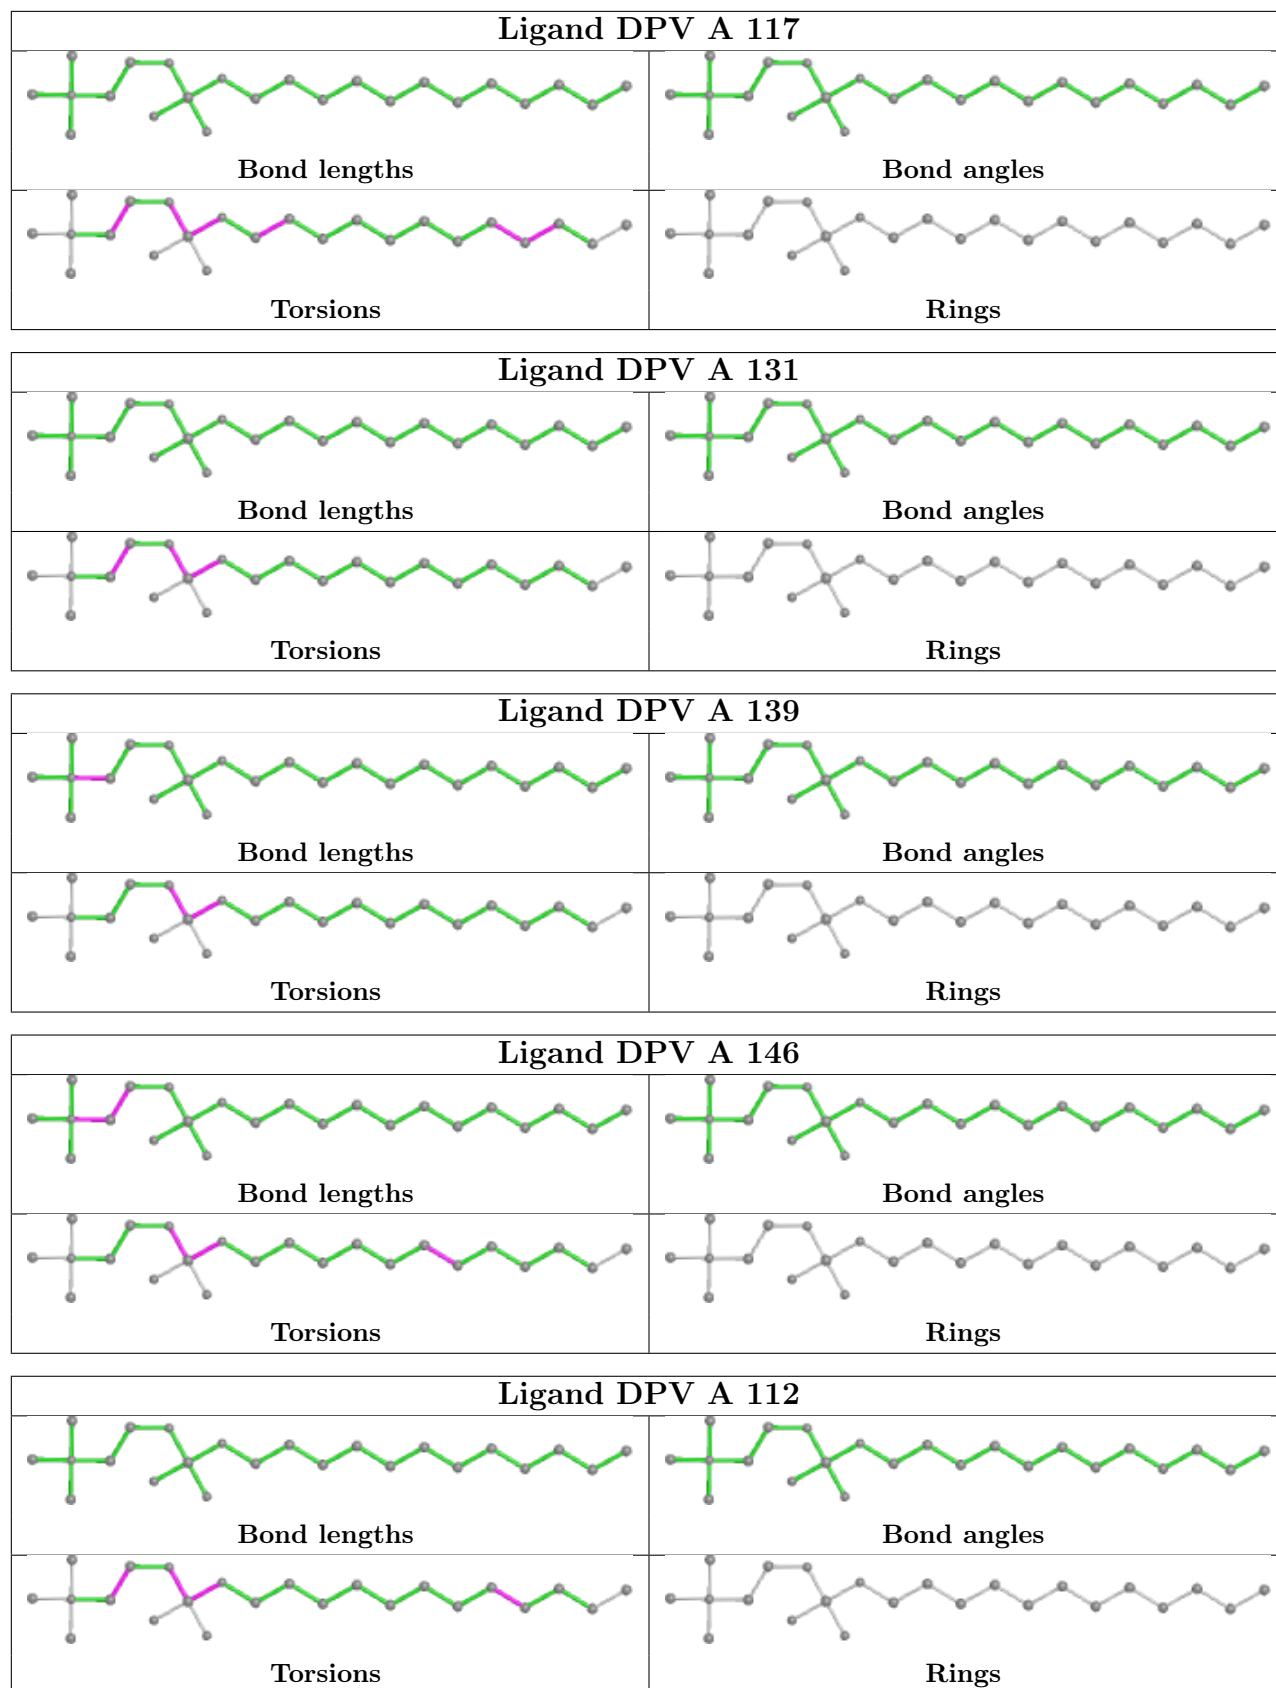 Ligand DPV A 117
Bond lengths
Bond angles
Torsions
Rings
Ligand DPV A 131
Bond lengths
Bond angles
Torsions
Rings
Ligand DPV A 139
Bond lengths
Bond angles
Torsions
Rings
Ligand DPV A 146
Bond lengths
Bond angles
Torsions
Rings
Ligand DPV A 112
Bond lengths
Bond angles
Torsions
Rings